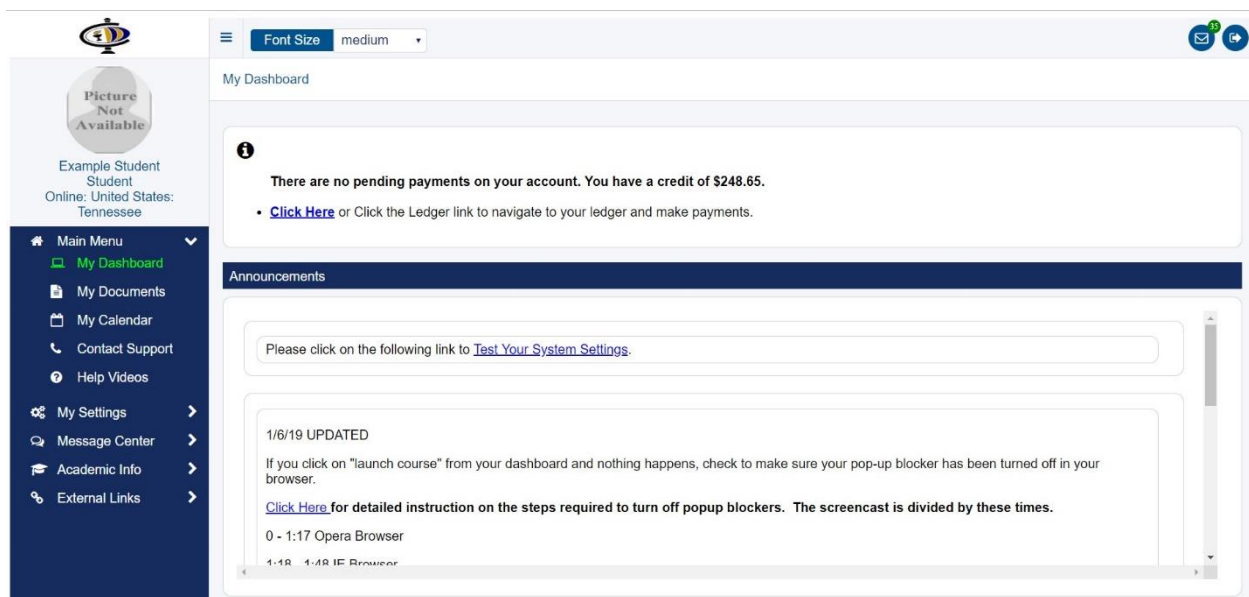 Font Size medium
35
My Dashboard
Picture
Not
Available
Example Student
Student
Online: United States:
Tennessee
Main Menu
My Dashboard
My Documents
My Calendar
Contact Support
Help Videos
My Settings
Message Center
Academic Info
External Links
There are no pending payments on your account. You have a credit of $248.65.
• Click Here or Click the Ledger link to navigate to your ledger and make payments.
Announcements
Please click on the following link to Test Your System Settings.
1/6/19 UPDATED
If you click on "launch course" from your dashboard and nothing happens, check to make sure your pop-up blocker has been turned off in your
browser.
Click Here for detailed instruction on the steps required to turn off popup blockers. The screencast is divided by these times.
0 - 1:17 Opera Browser
1:18 - 1:48 IE Browser